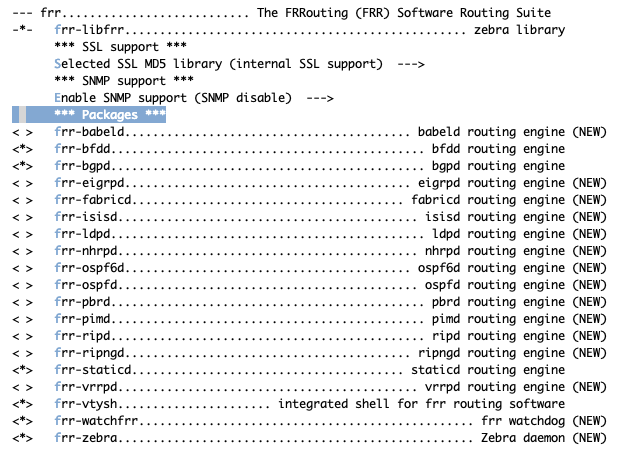 --- frr........................... The FRRouting (FRR) Software Routing Suite
-*- frr-libfrr................................................. zebra library
*** SSL support ***
Selected SSL MD5 library (internal SSL support) --->
*** SNMP support ***
Enable SNMP support (SNMP disable) --->
*** Packages ***
< > frr-babeld......................................... babeld routing engine (NEW)
<*> frr-bfdd............................................. bfdd routing engine
<*> frr-bgpd............................................. bgpd routing engine
< > frr-eigrpd......................................... eigrpd routing engine (NEW)
< > frr-fabricd....................................... fabricd routing engine (NEW)
< > frr-isisd........................................... isisd routing engine (NEW)
< > frr-ldpd............................................. ldpd routing engine (NEW)
< > frr-nhrpd........................................... nhrpd routing engine (NEW)
< > frr-ospf6d......................................... ospf6d routing engine (NEW)
< > frr-ospfd........................................... ospfd routing engine (NEW)
< > frr-pbrd............................................. pbrd routing engine (NEW)
< > frr-pimd............................................. pimd routing engine (NEW)
< > frr-ripd............................................. ripd routing engine (NEW)
< > frr-ripngd......................................... ripngd routing engine (NEW)
<*> frr-staticd....................................... staticd routing engine
< > frr-vrrpd........................................... vrrpd routing engine (NEW)
<*> frr-vtysh...................... integrated shell for frr routing software
<*> frr-watchfrr................................................ frr watchdog (NEW)
<*> frr-zebra.................................................... Zebra daemon (NEW)